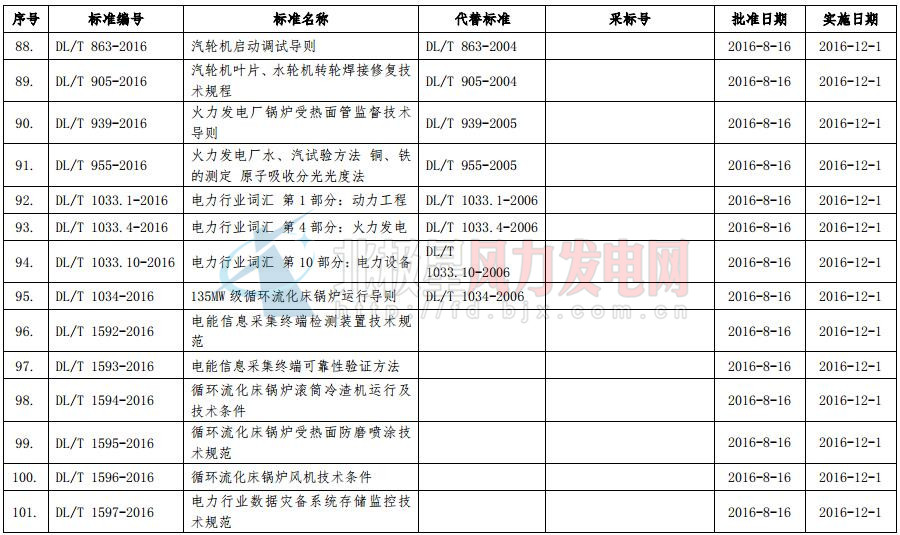 序号 标准编号 标准名称 代替标准 采标号 批准日期 实施日期
88. DL/T 863-2016 汽轮机启动调试导则 DL/T 863-2004 2016-8-16 2016-12-1
89. DL/T 905-2016 汽轮机叶片、水轮机转轮焊接修复技 DL/T 905-2004 2016-8-16 2016-12-1
术规程
90. DL/T 939-2016 火力发电厂锅炉受热面管监督技术 DL/T 939-2005 2016-8-16 2016-12-1
导则
91. DL/T 955-2016 火力发电厂水、汽试验方法 铜、铁 DL/T 955-2005 2016-8-16 2016-12-1
的测定 原子吸收分光光度法
92. DL/T 1033.1-2016 电力行业词汇 第1部分：动力工程 DL/T 1033.1-2006 2016-8-16 2016-12-1
93. DL/T 1033.4-2016 电力行业词汇 第4部分：火力发电 DL/T 1033.4-2006 2016-8-16 2016-12-1
94. DL/T 1033.10-2016 电力行业词汇 第10部分：电力设备 DL/T 2016-8-16 2016-12-1
1033.10-2006
95. DL/T 1034-2016 135MW级循环流化床锅炉运行导则 DL/T 1034-2006 2016-8-16 2016-12-1
96. DL/T 1592-2016 电能信息采集终端检测装置技术规 2016-8-16 2016-12-1
范
97. DL/T 1593-2016 电能信息采集终端可靠性验证方法 2016-8-16 2016-12-1
98. DL/T 1594-2016 循环流化床锅炉滚筒冷渣机运行及 2016-8-16 2016-12-1
技术条件
99. DL/T 1595-2016 循环流化床锅炉受热面防磨喷涂技 2016-8-16 2016-12-1
术规范
100. DL/T 1596-2016 循环流化床锅炉风机技术条件 2016-8-16 2016-12-1
101. DL/T 1597-2016 电力行业数据灾备系统存储监控技 2016-8-16 2016-12-1
术规范
北极星风力发电网
http://fd.bjx.com.cn